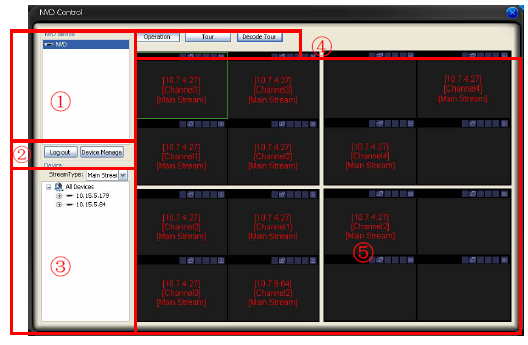 NVD Control
NVD Device
NVD
①
②
Logout Device Manage
Device
StreamType: Main Strear
All Devices
10.15.5.179
10.15.5.84
③
Operation Tour Decode Tour
④
[10.7.4.27]
[Channel1]
[Main Stream]
[10.7.4.27]
[Channel3]
[Main Stream]
[10.7.4.27]
[Channel4]
[Main Stream]
[10.7.4.27]
[Channel1]
[Main Stream]
[10.7.4.27]
[Channel2]
[Main Stream]
[10.7.4.27]
[Channel4]
[Main Stream]
[10.7.4.27]
[Channel2]
[Main Stream]
[10.7.4.27]
[Channel1]
[Main Stream]
[10.7.4.27]
[Channel2]
[Main Stream]
⑤
[10.7.4.27]
[Channel3]
[Main Stream]
[10.7.5.64]
[Channel2]
[Main Stream]